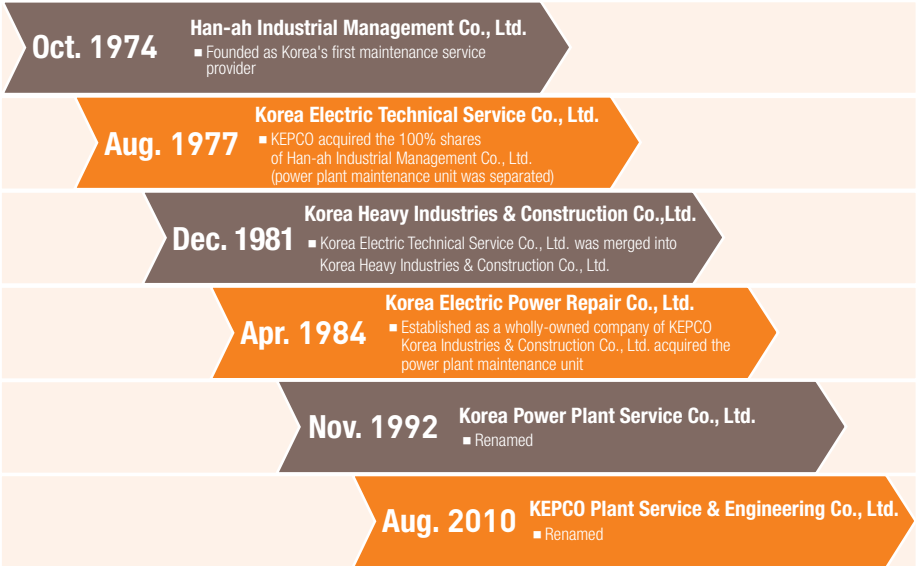 Oct. 1974
Han-ah Industrial Management Co., Ltd.
■ Founded as Korea's first maintenance service
provider
Aug. 1977
Korea Electric Technical Service Co., Ltd.
■ KEPCO acquired the 100% shares
of Han-ah Industrial Management Co., Ltd.
(power plant maintenance unit was separated)
Dec. 1981
Korea Heavy Industries & Construction Co.,Ltd.
■ Korea Electric Technical Service Co., Ltd. was merged into
Korea Heavy Industries & Construction Co., Ltd.
Apr. 1984
Korea Electric Power Repair Co., Ltd.
■ Established as a wholly-owned company of KEPCO
Korea Industries & Construction Co., Ltd. acquired the
power plant maintenance unit
Nov. 1992
Korea Power Plant Service Co., Ltd.
■ Renamed
Aug. 2010
KEPCO Plant Service & Engineering Co., Ltd.
■ Renamed